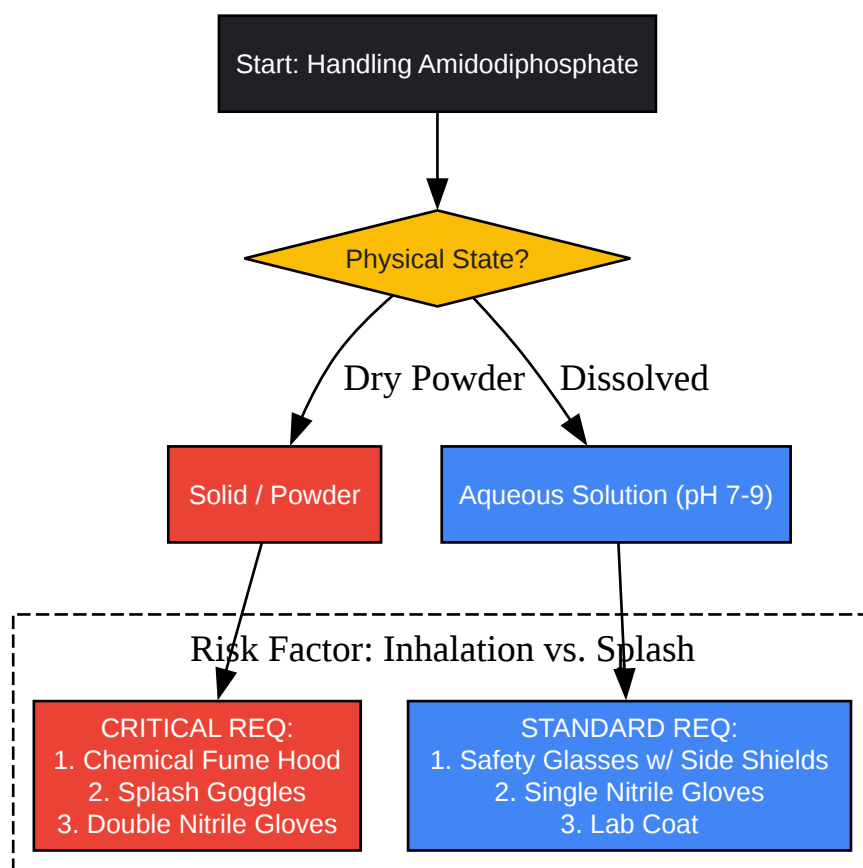 Start: Handling Amidodiphosphate
Physical State?
Dry Powder
Dissolved
Solid / Powder
Aqueous Solution (pH 7-9)
Risk Factor: Inhalation vs. Splash
CRITICAL REQ:
1. Chemical Fume Hood
2. Splash Goggles
3. Double Nitrile Gloves
STANDARD REQ:
1. Safety Glasses w/ Side Shields
2. Single Nitrile Gloves
3. Lab Coat